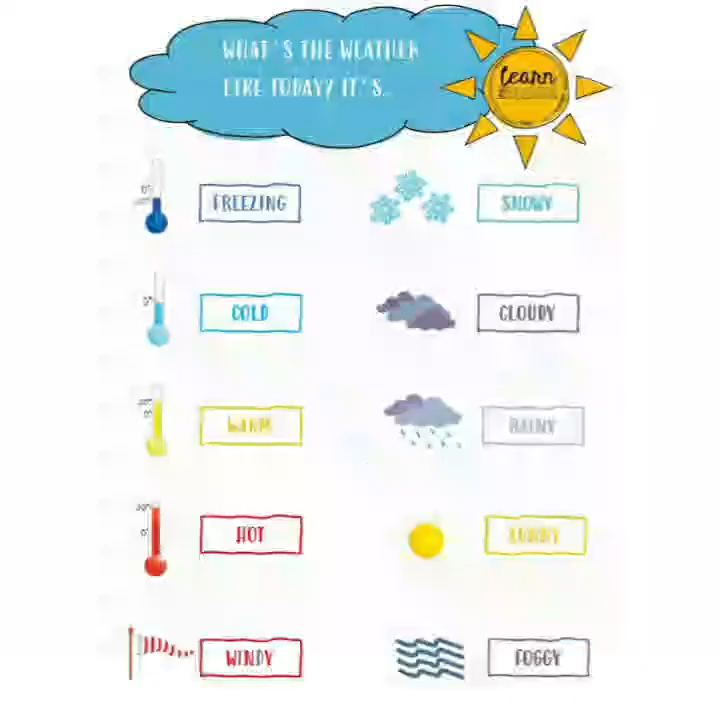 WHAT'S THE WEATHER
LIKE TODAY? IT'S..
learn
FREEZING
SNOWY
COLD
CLOUDY
WARM
RAINY
HOT
SUNNY
WINDY
FOGGY